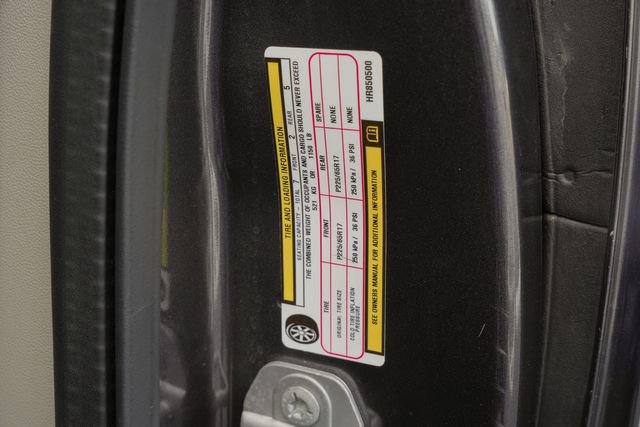 TIRE AND LOADING INFORMATION
SEATING CAPACITY – TOTAL 7 FRONT 2 REAR 5
THE COMBINED WEIGHT OF OCCUPANTS AND CARGO SHOULD NEVER EXCEED
521 KG OR 1150 LB
TIRE FRONT REAR SPARE
ORIGINAL TIRE SIZE P225/65R17 P225/65R17 NONE
COLD TIRE INFLATION
PRESSURE 250 kPa / 36 PSI 250 kPa / 36 PSI NONE
SEE OWNERS MANUAL FOR ADDITIONAL INFORMATION
HR850500